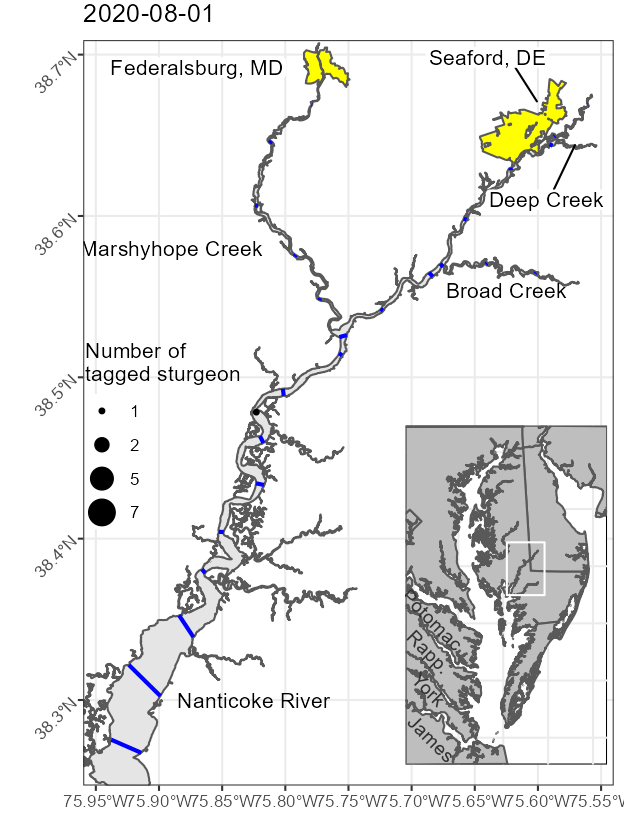 2020-08-01
38.7°N
Federalsburg, MD
Seaford, DE
Deep Creek
38.6°N
Marshyhope Creek
Broad Creek
Number of
tagged sturgeon
38.5°N
1
2
5
7
38.4°N
Potomac
Rapp.
York
James
38.3°N
Nanticoke River
75.95°W 75.90°W 75.85°W 75.80°W 75.75°W 75.70°W 75.65°W 75.60°W 75.55°W